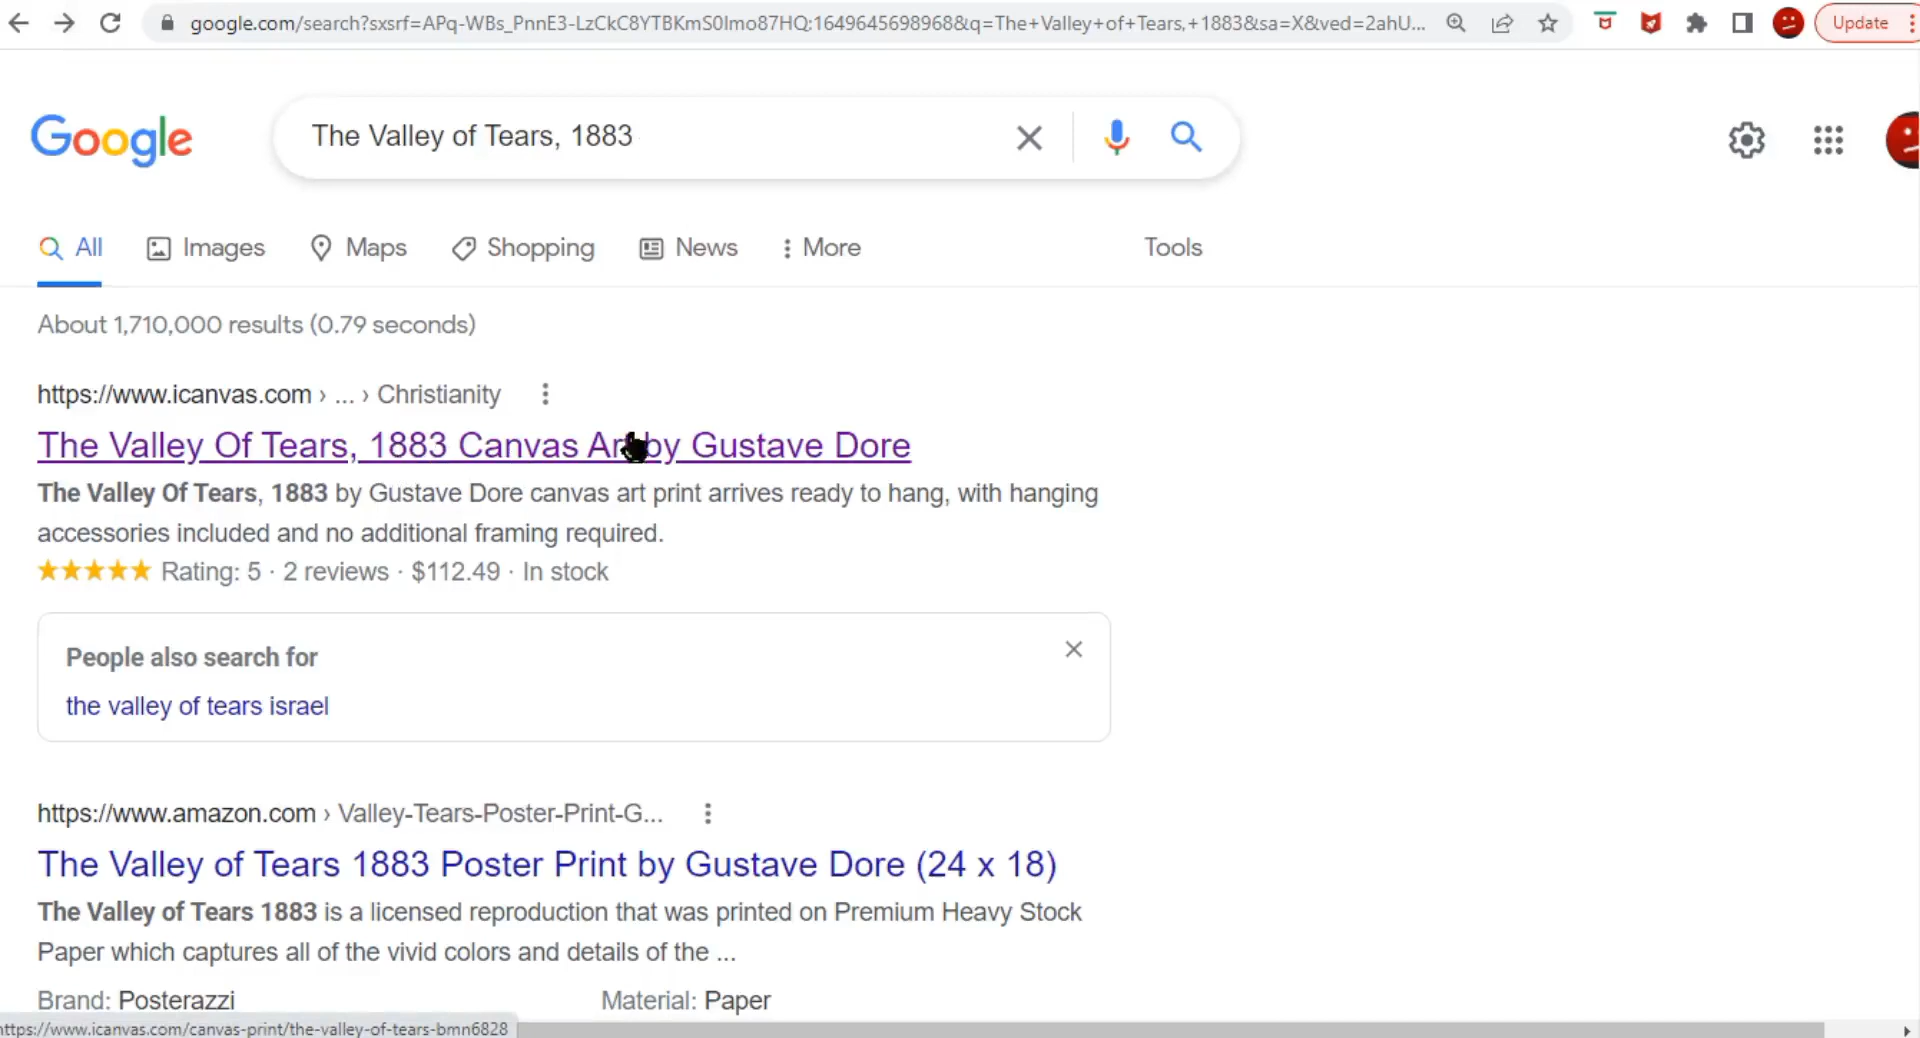 google.com/search?sxsrf=APq-WBs_PnnE3-LzCkC8YTBKmS0lmo87HQ:1649645698968&q=The+Valley+of+Tears,+1883&sa=X&ved=2ahU...
Update
Google
The Valley of Tears, 1883
All Images Maps Shopping News More Tools
About 1,710,000 results (0.79 seconds)
https://www.icanvas.com › ... › Christianity
The Valley Of Tears, 1883 Canvas Art by Gustave Dore
The Valley Of Tears, 1883 by Gustave Dore canvas art print arrives ready to hang, with hanging
accessories included and no additional framing required.
Rating: 5 · 2 reviews · $112.49 · In stock
People also search for
the valley of tears israel
https://www.amazon.com › Valley-Tears-Poster-Print-G...
The Valley of Tears 1883 Poster Print by Gustave Dore (24 x 18)
The Valley of Tears 1883 is a licensed reproduction that was printed on Premium Heavy Stock
Paper which captures all of the vivid colors and details of the ...
Brand: Posterazzi Material: Paper
https://www.icanvas.com/canvas-print/the-valley-of-tears-bmn6828